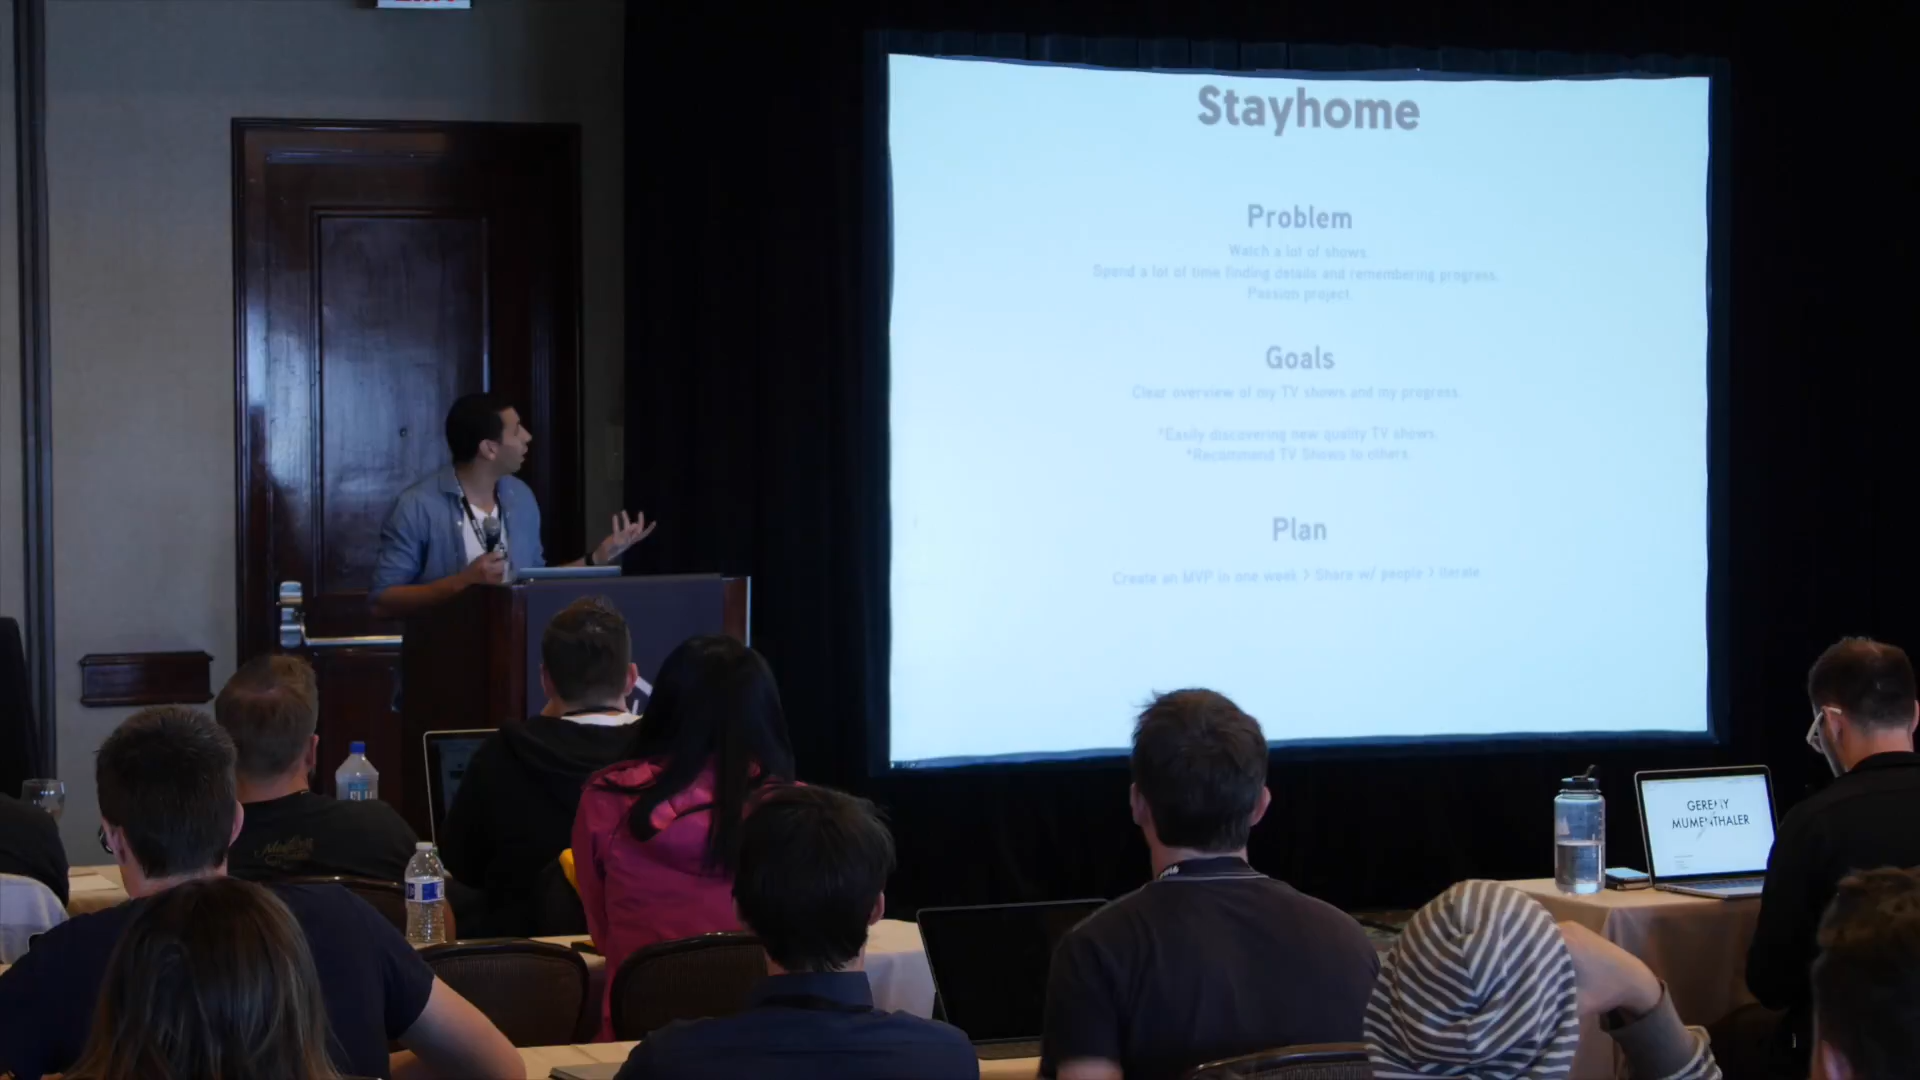 Stayhome
Problem
Watch a lot of shows.
Spend a lot of time finding details and remembering progress.
Passion project.
Goals
Clear overview of my TV shows and my progress.
*Easily discovering new quality TV shows.
*Recommend TV Shows to others.
Plan
Create an MVP in one week > Share w/ people > iterate
GEREMY
MUMENTHALER